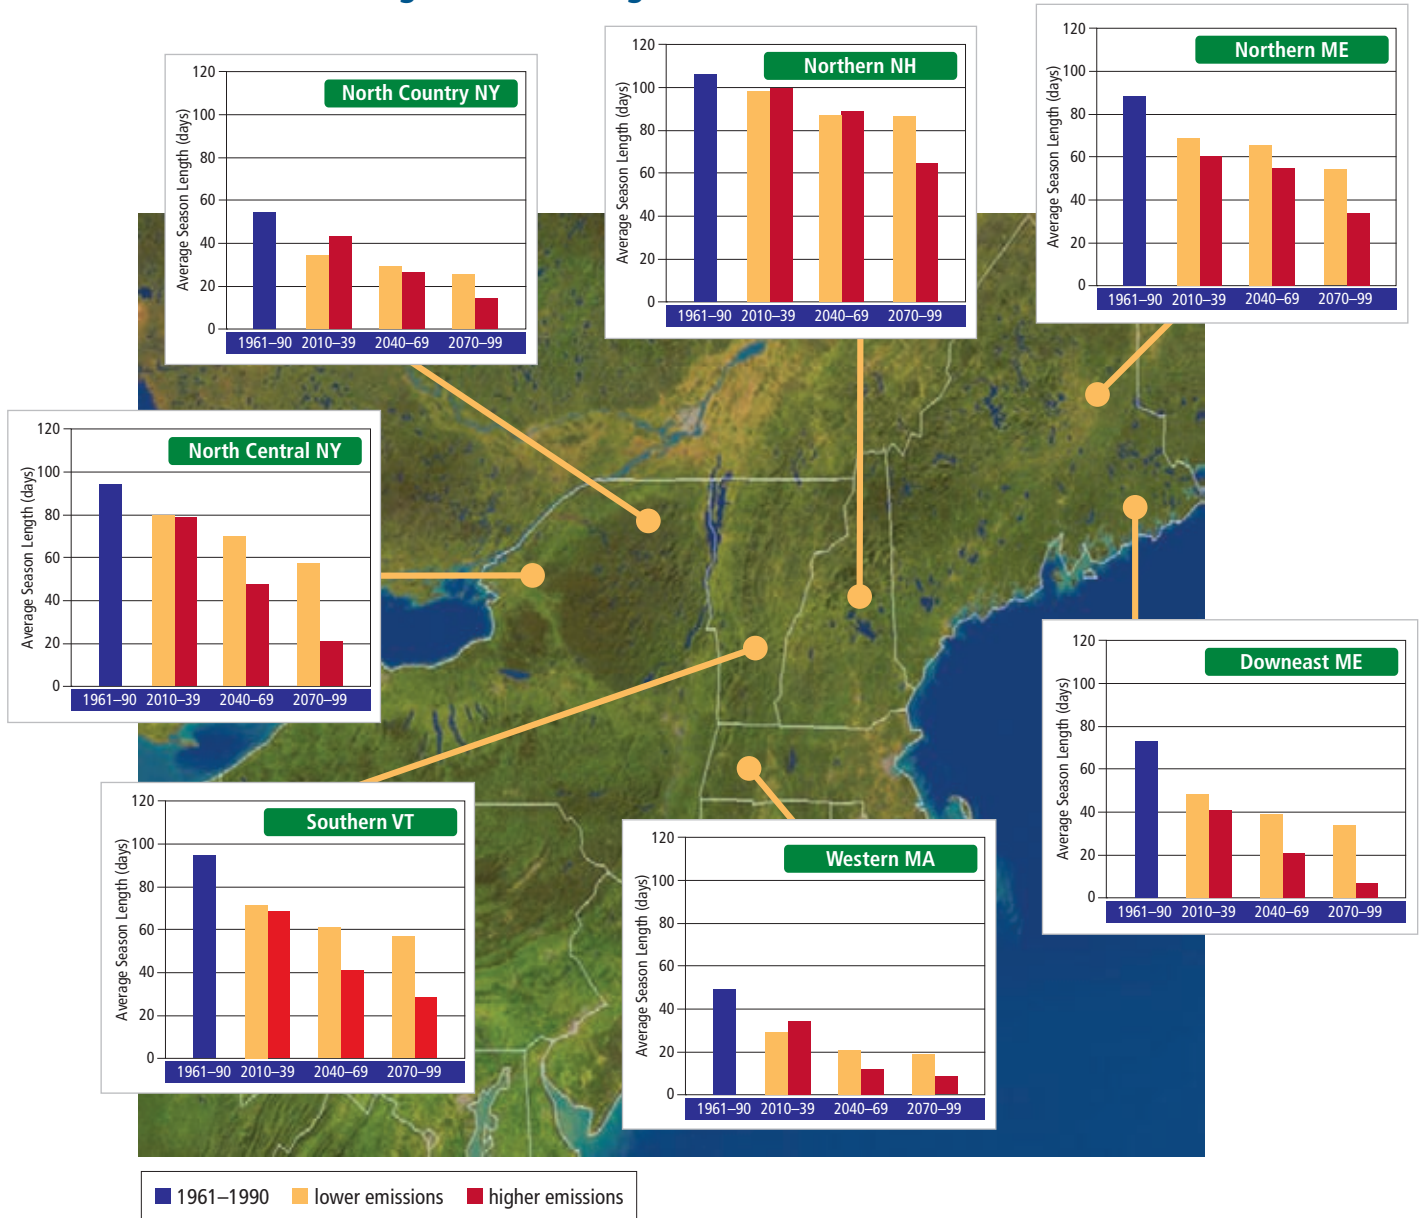 120
100
80
60
40
20
0
Average Season Length (days)
North Country NY
1961–90 2010–39 2040–69 2070–99
120
100
80
60
40
20
0
Average Season Length (days)
Northern NH
1961–90 2010–39 2040–69 2070–99
120
100
80
60
40
20
0
Average Season Length (days)
Northern ME
1961–90 2010–39 2040–69 2070–99
120
100
80
60
40
20
0
Average Season Length (days)
North Central NY
1961–90 2010–39 2040–69 2070–99
120
100
80
60
40
20
0
Average Season Length (days)
Downeast ME
1961–90 2010–39 2040–69 2070–99
120
100
80
60
40
20
0
Average Season Length (days)
Southern VT
1961–90 2010–39 2040–69 2070–99
120
100
80
60
40
20
0
Average Season Length (days)
Western MA
1961–90 2010–39 2040–69 2070–99
1961–1990 lower emissions higher emissions